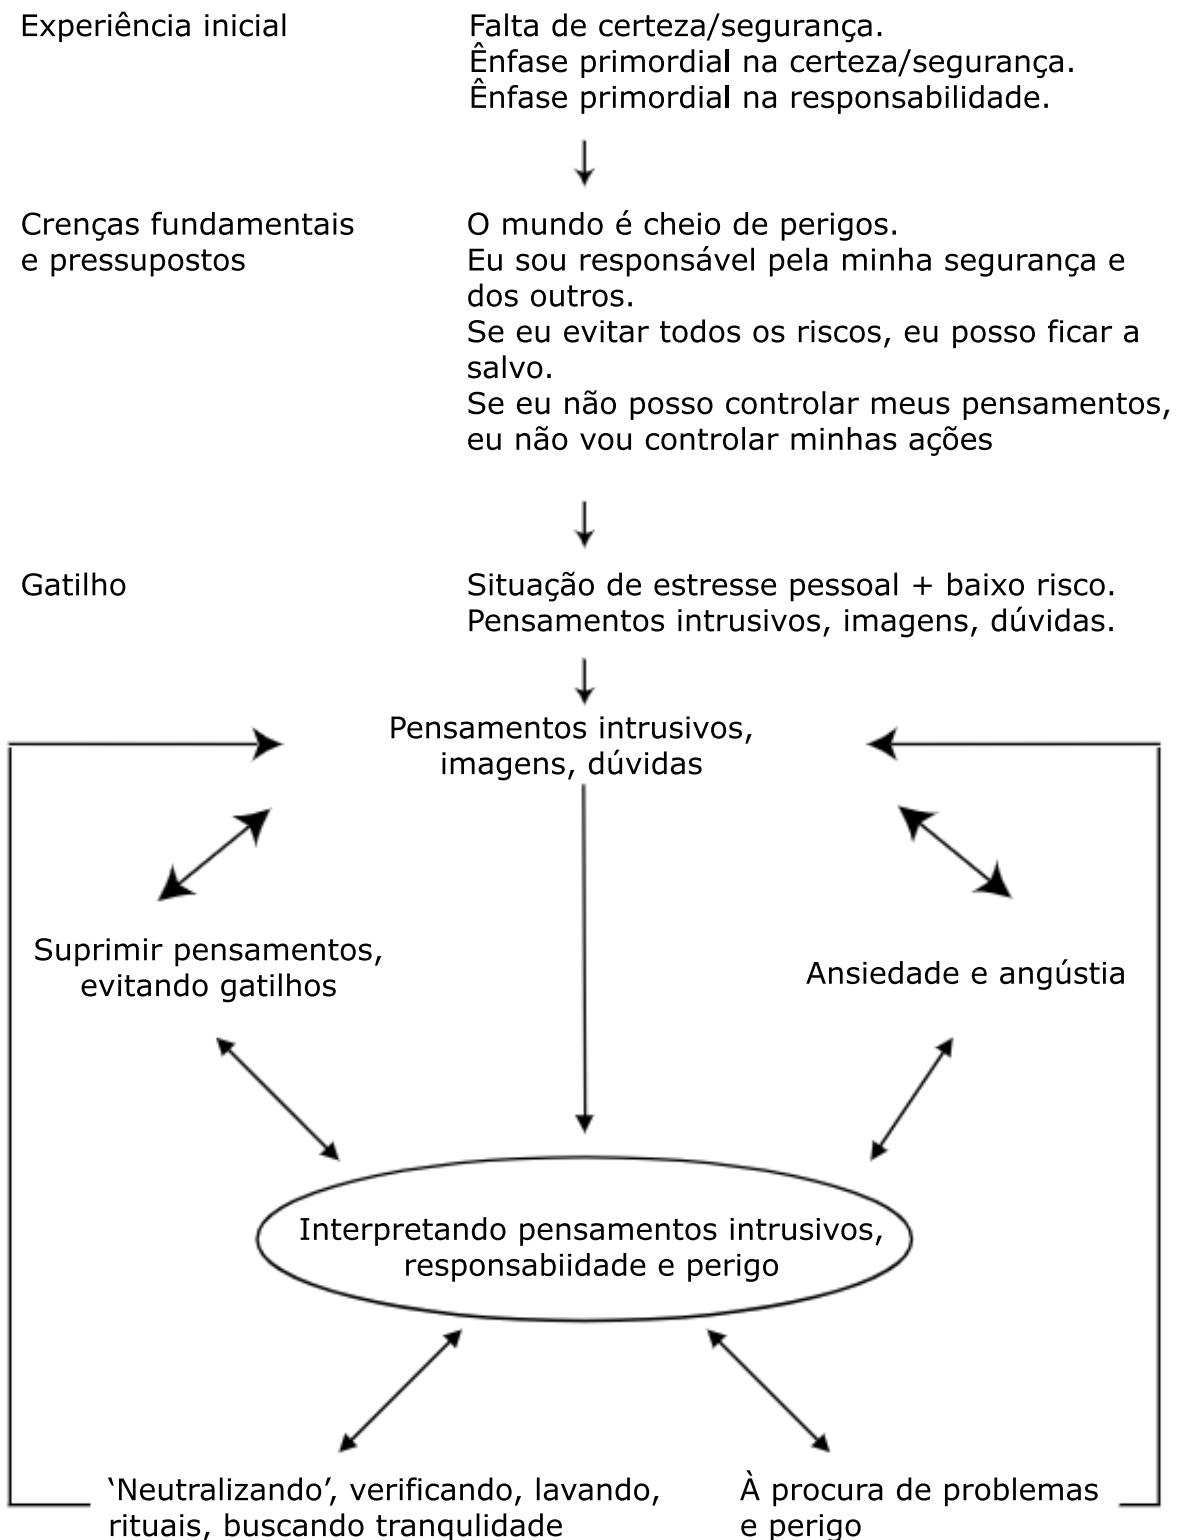 Experiência inicial
Falta de certeza/segurança.
Ênfase primordial na certeza/segurança.
Ênfase primordial na responsabilidade.
Crenças fundamentais
e pressupostos
O mundo é cheio de perigos.
Eu sou responsável pela minha segurança e
dos outros.
Se eu evitar todos os riscos, eu posso ficar a
salvo.
Se eu não posso controlar meus pensamentos,
eu não vou controlar minhas ações
Gatilho
Situação de estresse pessoal + baixo risco.
Pensamentos intrusivos, imagens, dúvidas.
Pensamentos intrusivos,
imagens, dúvidas
Suprimir pensamentos,
evitando gatilhos
Ansiedade e angústia
Interpretando pensamentos intrusivos,
responsabiidade e perigo
‘Neutralizando’, verificando, lavando,
rituais, buscando tranqulidade
À procura de problemas
e perigo